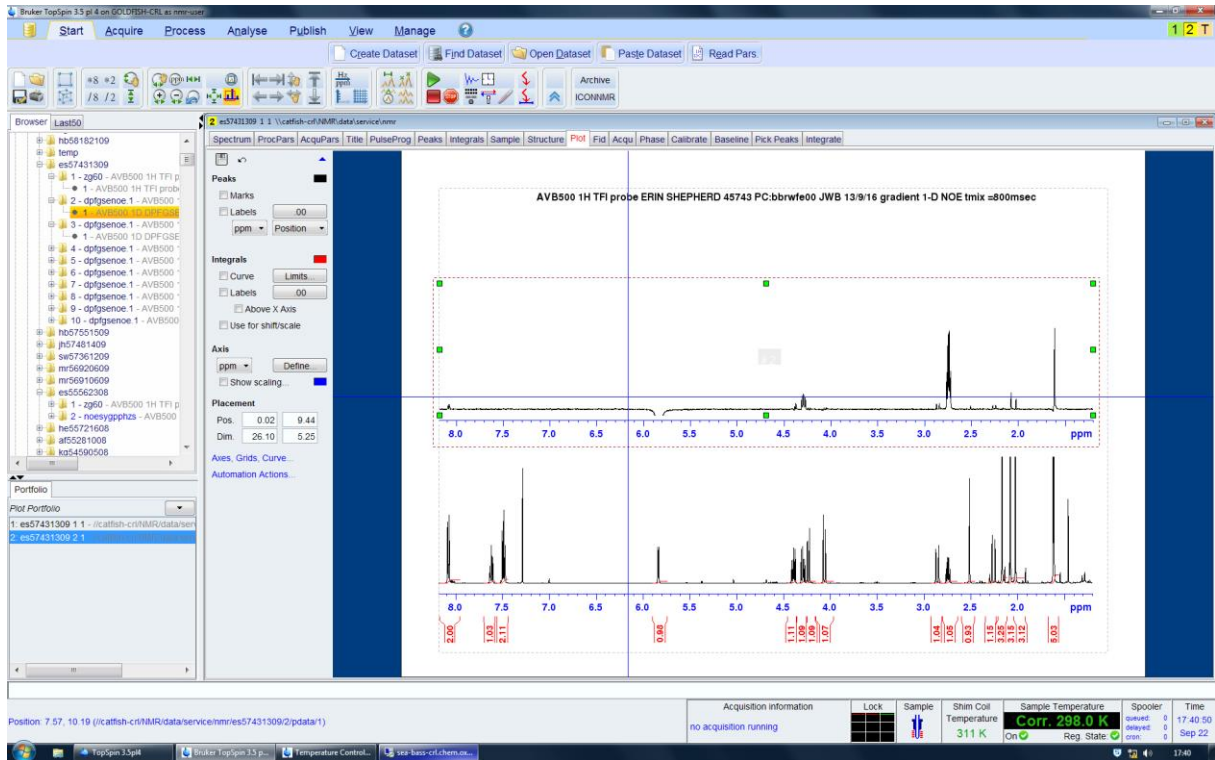 Bruker TopSpin 3.5 pl 4 on GOLDFISH-CRL as nmr-user
Start Acquire Process Analyse Publish View Manage
1 2 T
Create Dataset Find Dataset Open Dataset Paste Dataset Read Pars.
*8 *2
/8 /2
Hz
ppm
Archive
ICONNMR
Browser Last50
hb58182109
temp
es57431309
1 - zg60 - AVB500 1H TFI p
1 - AVB500 1H TFI prob
2 - dpfgsenoe.1 - AVB500
1 - AVB500 1D DPFGSE
3 - dpfgsenoe.1 - AVB500
1 - AVB500 1D DPFGSE
4 - dpfgsenoe.1 - AVB500
5 - dpfgsenoe.1 - AVB500
6 - dpfgsenoe.1 - AVB500
7 - dpfgsenoe.1 - AVB500
8 - dpfgsenoe.1 - AVB500
9 - dpfgsenoe.1 - AVB500
10 - dpfgsenoe.1 - AVB500
hb57551509
jh57481409
sw57361209
mr56920609
mr56910609
es55562308
1 - zg60 - AVB500 1H TFI p
2 - noesygpphzs - AVB500
he55721608
af55281008
kg54590508
Portfolio
Plot Portfolio
1: es57431309 1 1 - //catfish-crl/NMR/data/serv
2: es57431309 2 1
2 es57431309 1 1 \\catfish-crl\NMR\data\service\nmr
Spectrum ProcPars AcquPars Title PulseProg Peaks Integrals Sample Structure Plot Fid Acqu Phase Calibrate Baseline Pick Peaks Integrate
Peaks
Marks
Labels .00
ppm Position
Integrals
Curve Limits...
Labels .00
Above X Axis
Use for shift/scale
Axis
ppm Define...
Show scaling...
Placement
Pos. 0.02 9.44
Dim. 26.10 5.25
Axes, Grids, Curve...
Automation Actions...
AVB500 1H TFI probe ERIN SHEPHERD 45743 PC:bbrwfe00 JWB 13/9/16 gradient 1-D NOE tmix =800msec
8.0 7.5 7.0 6.5 6.0 5.5 5.0 4.5 4.0 3.5 3.0 2.5 2.0 ppm
8.0 7.5 7.0 6.5 6.0 5.5 5.0 4.5 4.0 3.5 3.0 2.5 2.0 ppm
2.00 1.03 2.11 0.98 1.11 1.09 1.09 1.07 1.04 1.05 0.93 1.15 3.25 3.15 3.12 5.03
Position: 7.57, 10.19 (//catfish-crl/NMR/data/service/nmr/es57431309/2/pdata/1)
Acquisition information
no acquisition running
Lock
Sample
Shim Coil
Temperature
311 K
Sample Temperature
Corr. 298.0 K
On Reg. State:
Spooler
queued: 0
delayed: 0
cron: 0
Time
17:40:50
Sep 22
TopSpin 3.5pl4
Bruker TopSpin 3.5 p...
Temperature Control...
sea-bass-crl.chem.ox...
17:40